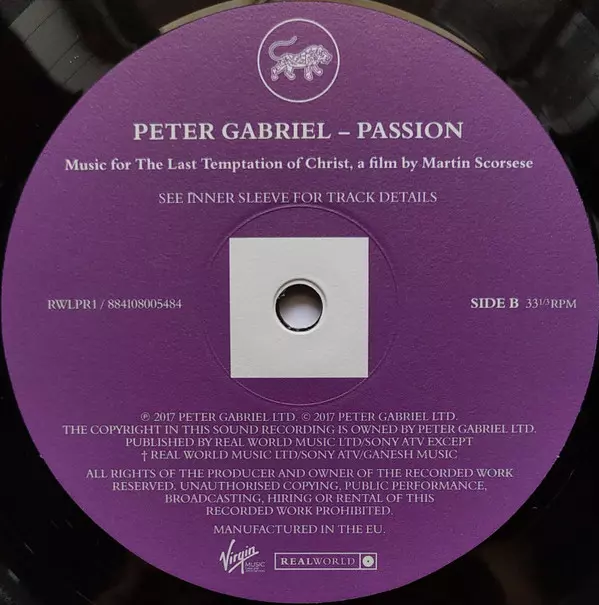 PETER GABRIEL – PASSION
Music for The Last Temptation of Christ, a film by Martin Scorsese
SEE INNER SLEEVE FOR TRACK DETAILS
RWLPR1 / 884108005484
SIDE B 33 1/3 RPM
℗ 2017 PETER GABRIEL LTD. © 2017 PETER GABRIEL LTD.
THE COPYRIGHT IN THIS SOUND RECORDING IS OWNED BY PETER GABRIEL LTD.
PUBLISHED BY REAL WORLD MUSIC LTD/SONY ATV EXCEPT
† REAL WORLD MUSIC LTD/SONY ATV/GANESH MUSIC
ALL RIGHTS OF THE PRODUCER AND OWNER OF THE RECORDED WORK
RESERVED. UNAUTHORISED COPYING, PUBLIC PERFORMANCE,
BROADCASTING, HIRING OR RENTAL OF THIS
RECORDED WORK PROHIBITED.
MANUFACTURED IN THE EU.
Virgin
MUSIC
REALWORLD